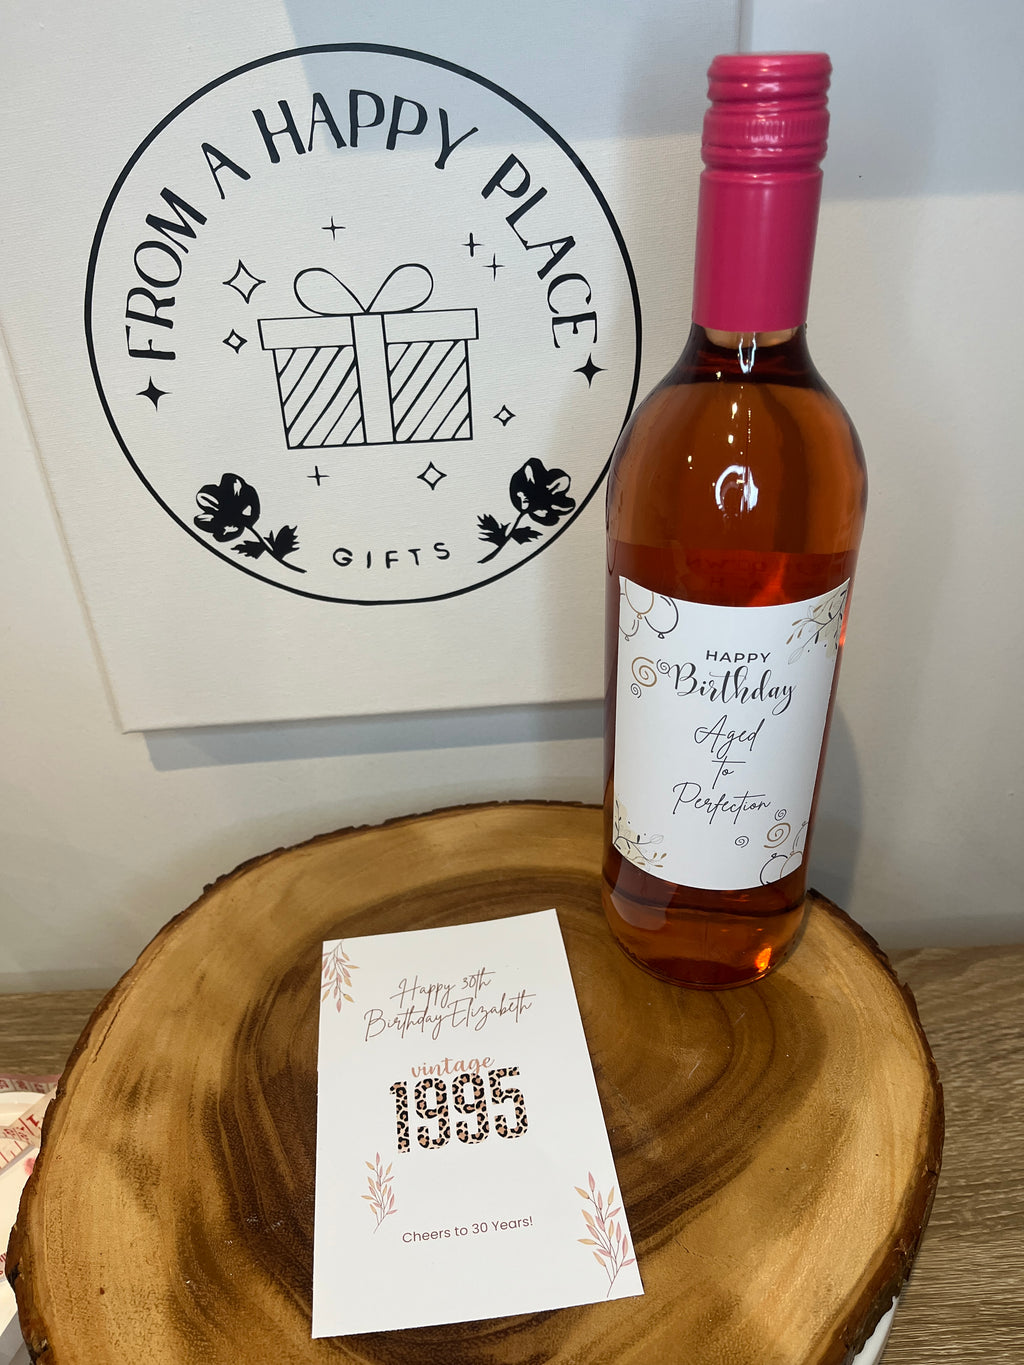 FROM A HAPPY PLACE
GIFTS
HAPPY
Birthday
Aged
to
Perfection
Happy 30th
Birthday Elizabeth
vintage
1995
Cheers to 30 Years!